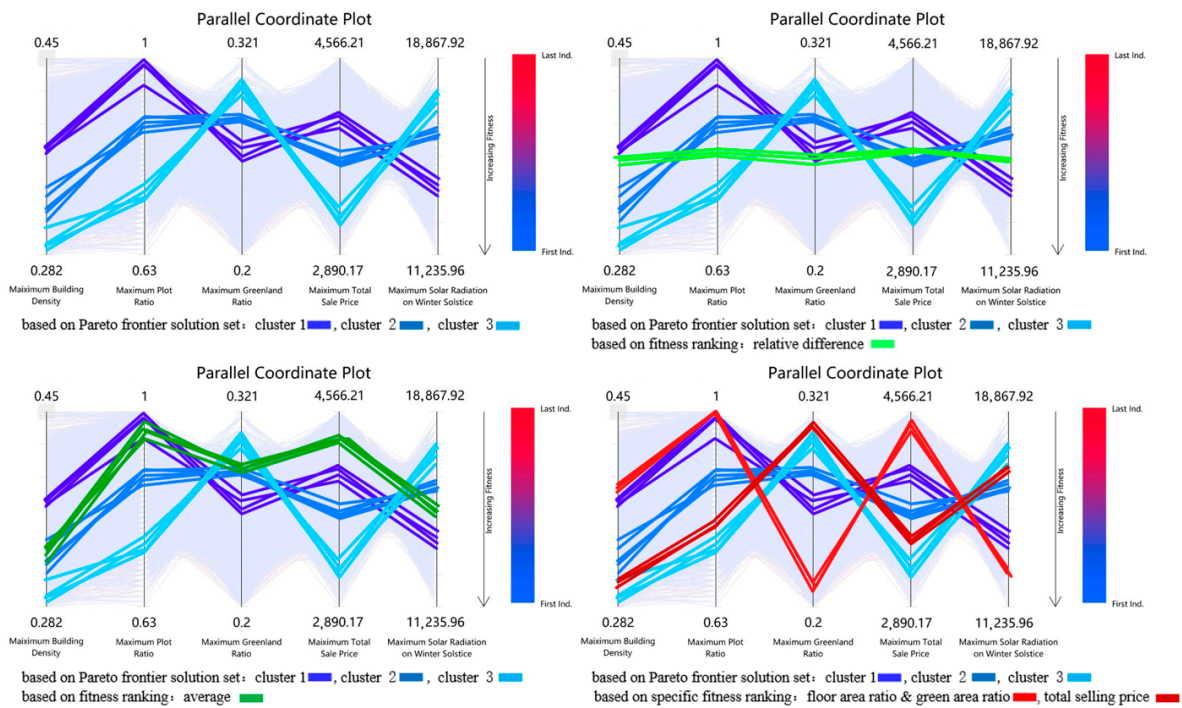 Parallel Coordinate Plot
0.45 1 0.321 4,566.21 18,867.92
Last Ind.
Increasing Fitness
First Ind.
0.282 0.63 0.2 2,890.17 11,235.96
Maiximum Building Density
Maximum Plot Ratio
Maximum Greenland Ratio
Maiximum Total Sale Price
Maximum Solar Radiation on Winter Solstice
based on Pareto frontier solution set: cluster 1, cluster 2, cluster 3
Parallel Coordinate Plot
0.45 1 0.321 4,566.21 18,867.92
Last Ind.
Increasing Fitness
First Ind.
0.282 0.63 0.2 2,890.17 11,235.96
Maiximum Building Density
Maximum Plot Ratio
Maximum Greenland Ratio
Maiximum Total Sale Price
Maximum Solar Radiation on Winter Solstice
based on Pareto frontier solution set: cluster 1, cluster 2, cluster 3
based on fitness ranking: relative difference
Parallel Coordinate Plot
0.45 1 0.321 4,566.21 18,867.92
Last Ind.
Increasing Fitness
First Ind.
0.282 0.63 0.2 2,890.17 11,235.96
Maiximum Building Density
Maximum Plot Ratio
Maximum Greenland Ratio
Maiximum Total Sale Price
Maximum Solar Radiation on Winter Solstice
based on Pareto frontier solution set: cluster 1, cluster 2, cluster 3
based on fitness ranking: average
Parallel Coordinate Plot
0.45 1 0.321 4,566.21 18,867.92
Last Ind.
Increasing Fitness
First Ind.
0.282 0.63 0.2 2,890.17 11,235.96
Maiximum Building Density
Maximum Plot Ratio
Maximum Greenland Ratio
Maiximum Total Sale Price
Maximum Solar Radiation on Winter Solstice
based on Pareto frontier solution set: cluster 1, cluster 2, cluster 3
based on specific fitness ranking: floor area ratio & green area ratio, total selling price